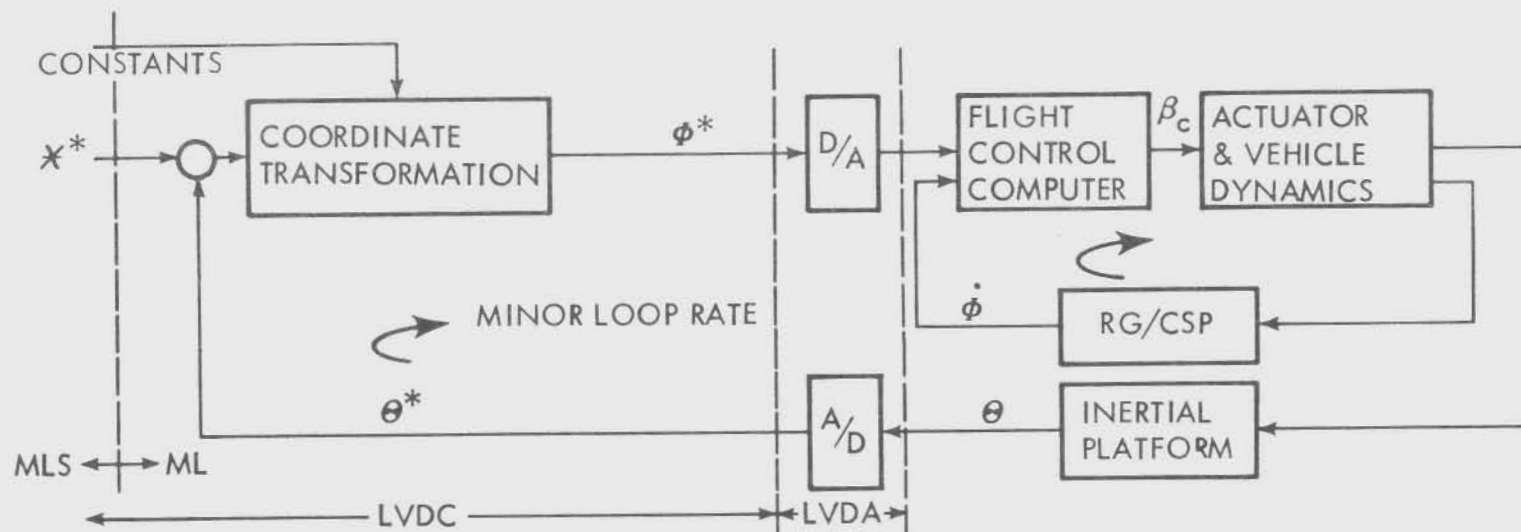 CONSTANTS
COORDINATE
TRANSFORMATION
ϕ*
D/A
FLIGHT
CONTROL
COMPUTER
βc
ACTUATOR
& VEHICLE
DYNAMICS
χ*
MINOR LOOP RATE
ϕ̇
RG/CSP
Θ*
A/D
Θ
INERTIAL
PLATFORM
MLS
ML
LVDC
LVDA